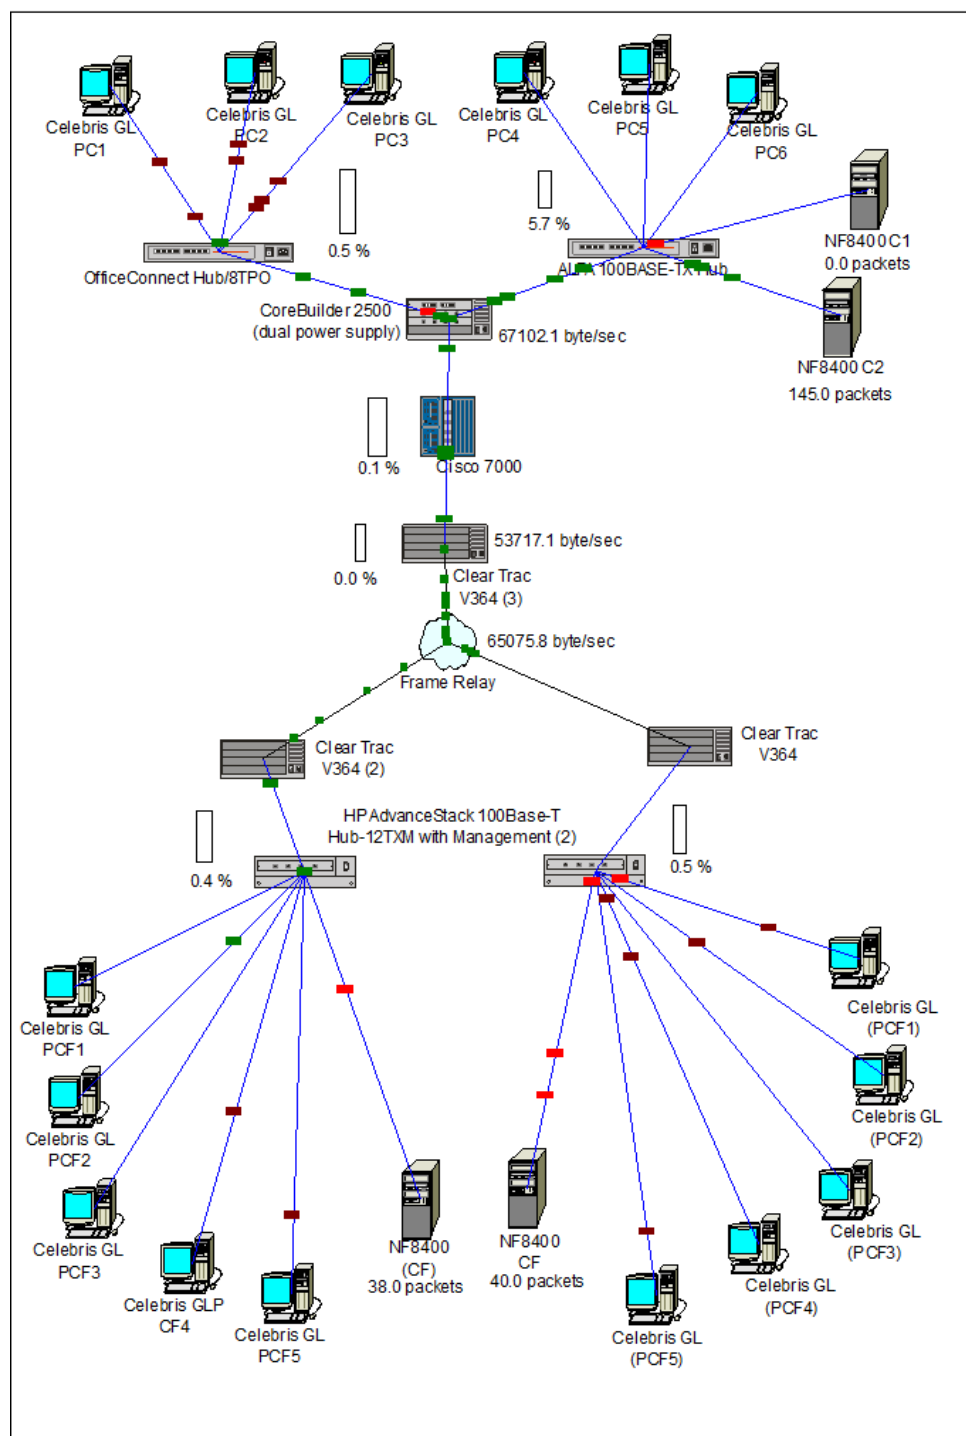 Celebris GL
PC1
Celebris GL
PC2
Celebris GL
PC3
Celebris GL
PC4
Celebris GL
PC5
Celebris GL
PC6
0.5 %
5.7 %
NF8400 C1
0.0 packets
OfficeConnect Hub/8TPO
ALFA 100BASE-TX Hub
CoreBuilder 2500
(dual power supply)
67102.1 byte/sec
NF8400 C2
145.0 packets
0.1 %
Cisco 7000
53717.1 byte/sec
0.0 %
Clear Trac
V364 (3)
65075.8 byte/sec
Frame Relay
Clear Trac
V364 (2)
Clear Trac
V364
HP AdvanceStack 100Base-T
Hub-12TXM with Management (2)
0.4 %
0.5 %
Celebris GL
PCF1
Celebris GL
(PCF1)
Celebris GL
PCF2
Celebris GL
(PCF2)
Celebris GL
PCF3
Celebris GL
(PCF3)
Celebris GLP
CF4
Celebris GL
PCF5
NF8400
(CF)
38.0 packets
NF8400
CF
40.0 packets
Celebris GL
(PCF5)
Celebris GL
(PCF4)